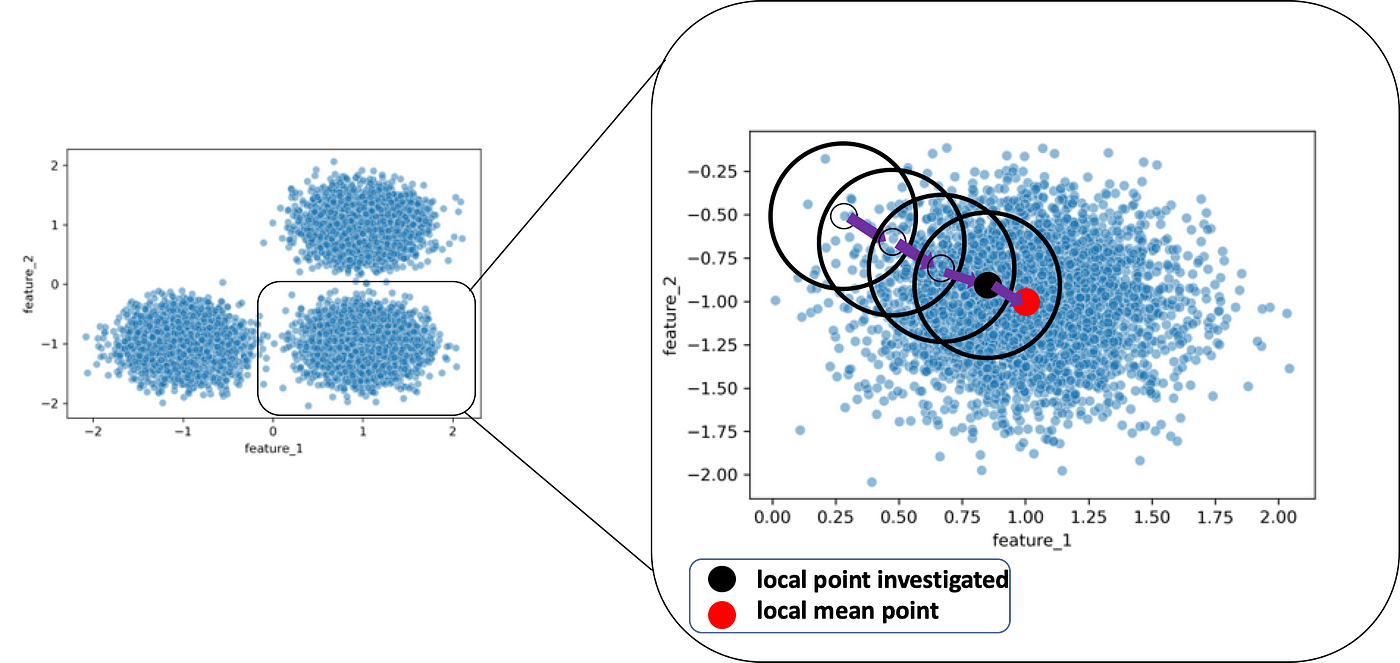 feature_2
2
1
0
−1
−2
−2
−1
0
1
2
feature_1
feature_2
−0.25
−0.50
−0.75
−1.00
−1.25
−1.50
−1.75
−2.00
0.00 0.25 0.50 0.75 1.00 1.25 1.50 1.75 2.00
feature_1
local point investigated
local mean point